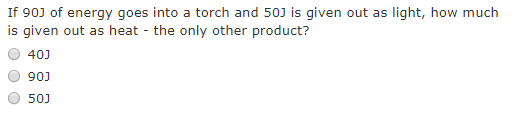 If 90J of energy goes into a torch and 50J is given out as light, how much
is given out as heat - the only other product?
40J
90J
50J